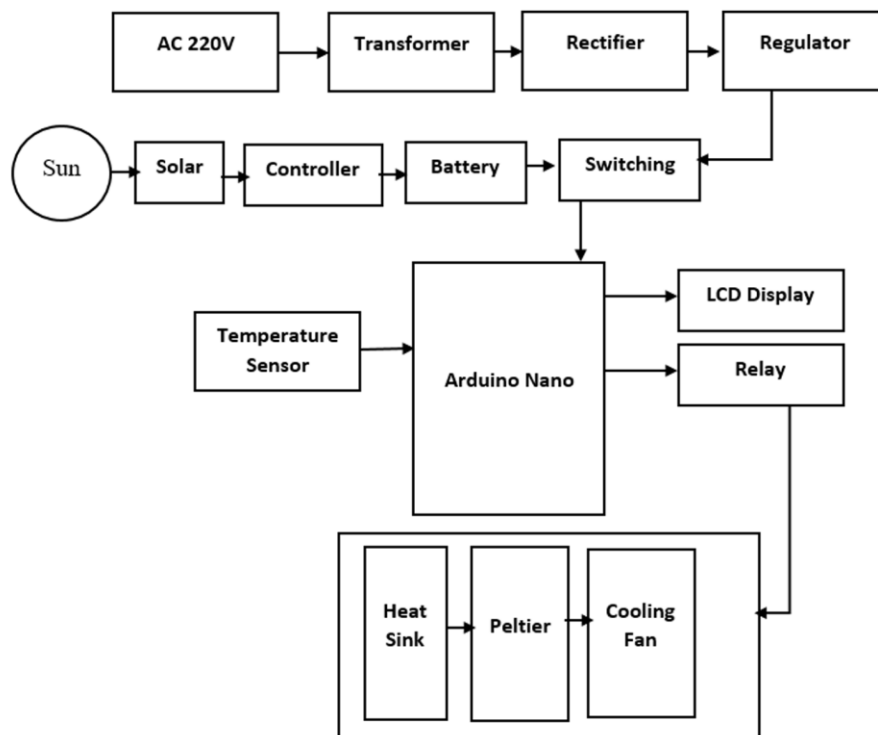 AC 220V
Transformer
Rectifier
Regulator
Sun
Solar
Controller
Battery
Switching
Temperature
Sensor
Arduino Nano
LCD Display
Relay
Heat
Sink
Peltier
Cooling
Fan